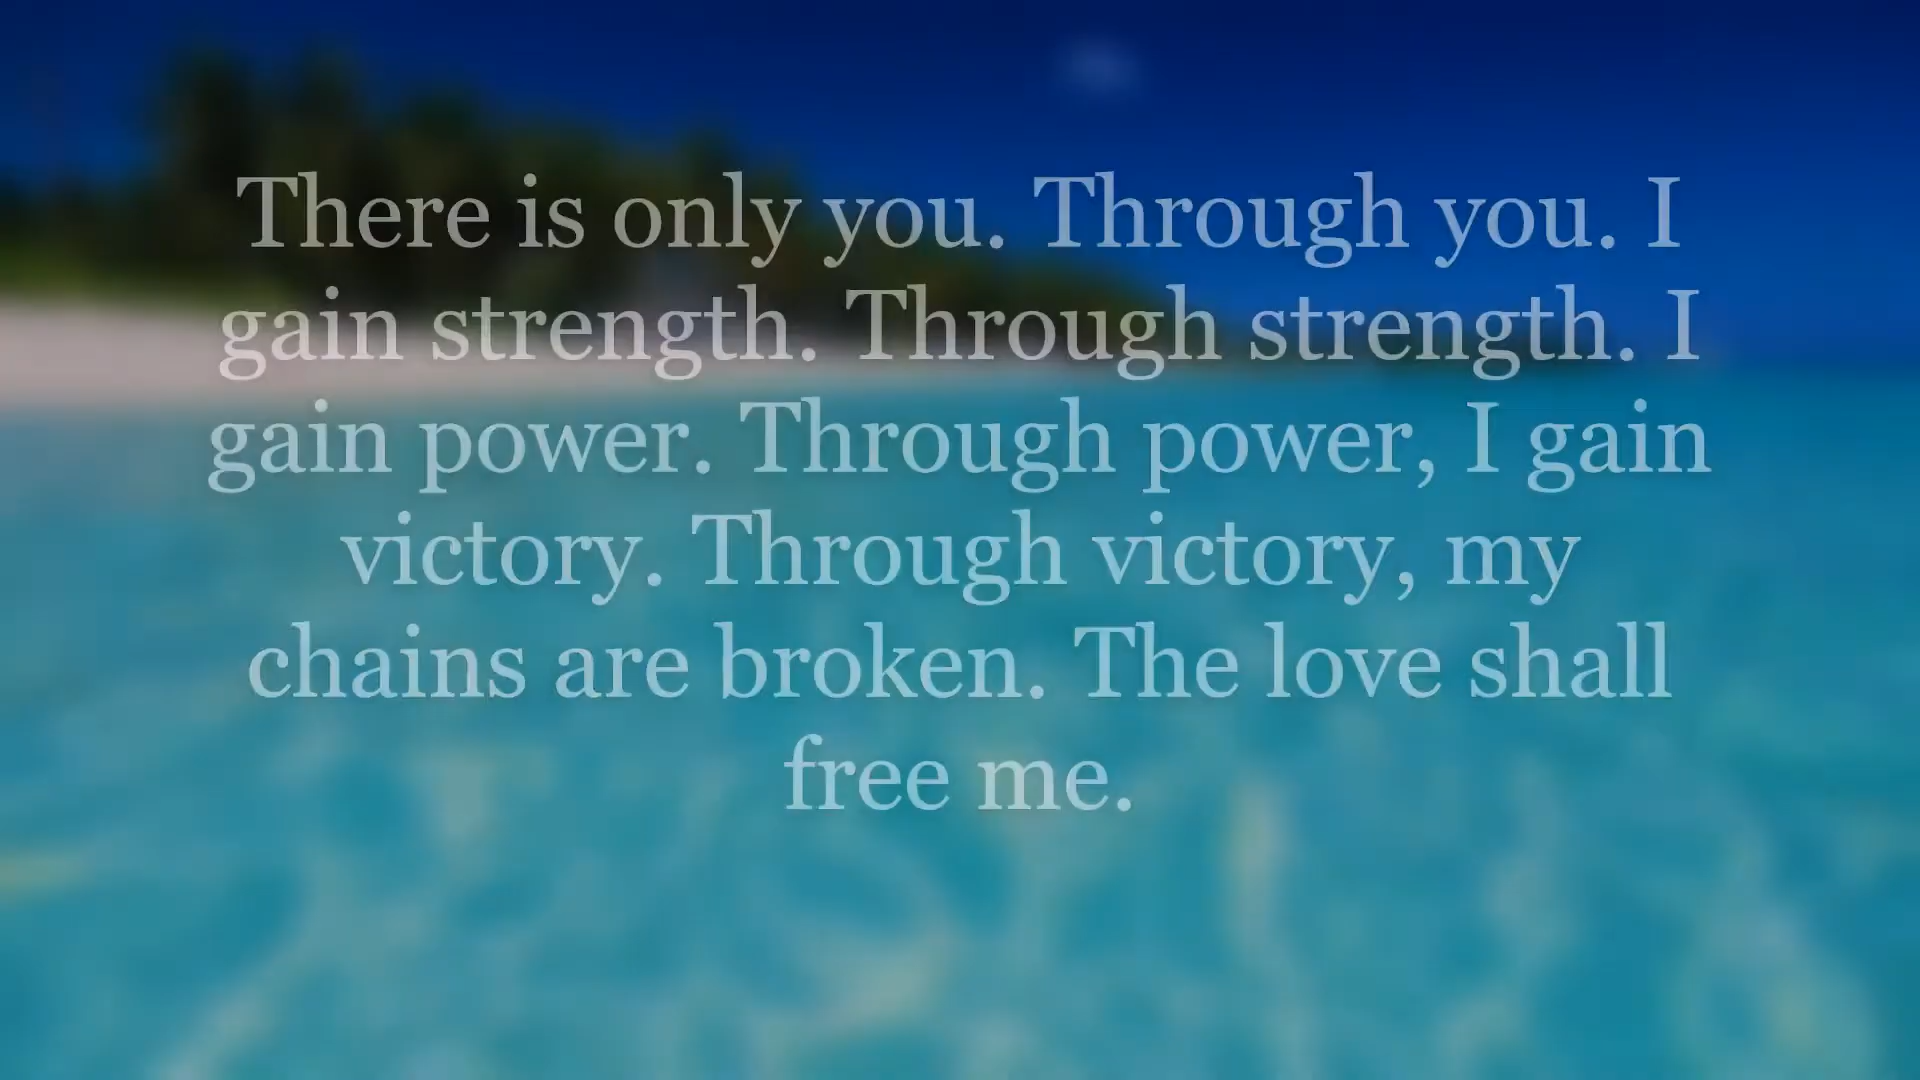 There is only you. Through you. I
gain strength. Through strength. I
gain power. Through power, I gain
victory. Through victory, my
chains are broken. The love shall
free me.